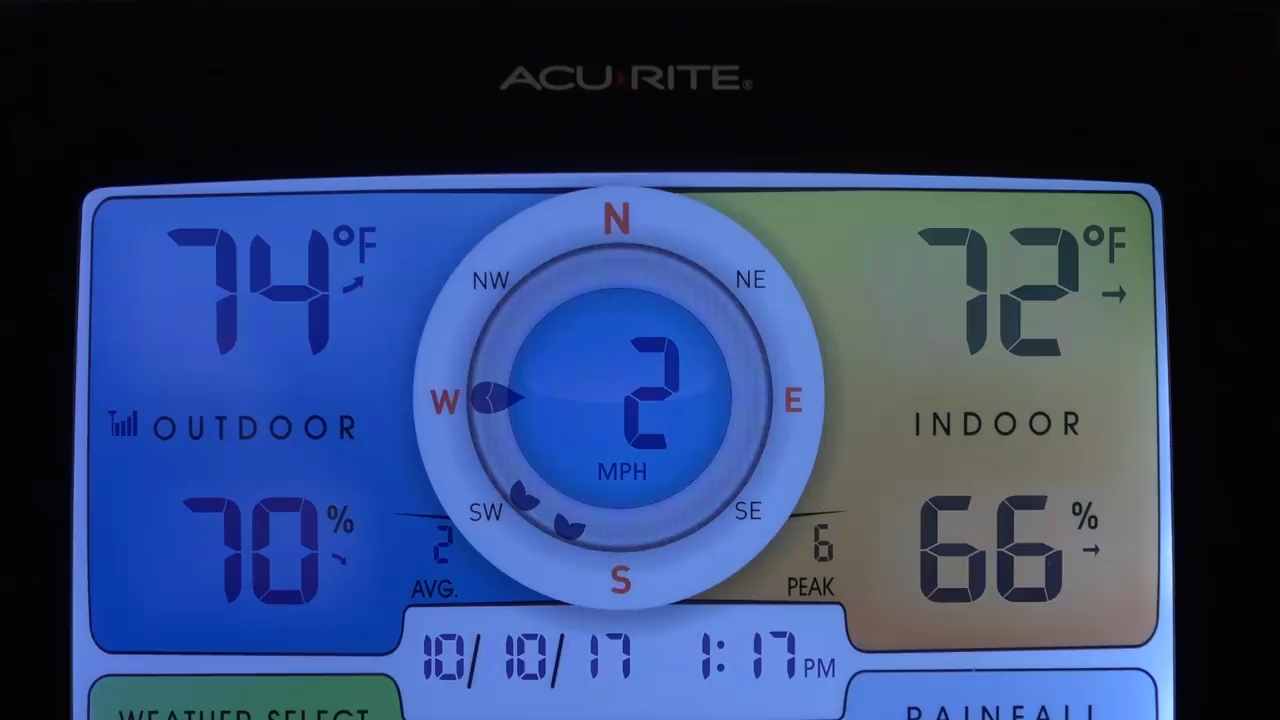 ACU RITE®
74 °F
OUTDOOR
70 %
N
NE
E
SE
S
SW
W
NW
2
MPH
2
AVG.
6
PEAK
72 °F
INDOOR
66 %
10/10/17 1:17 PM
WEATHER SELECT
RAINFALL